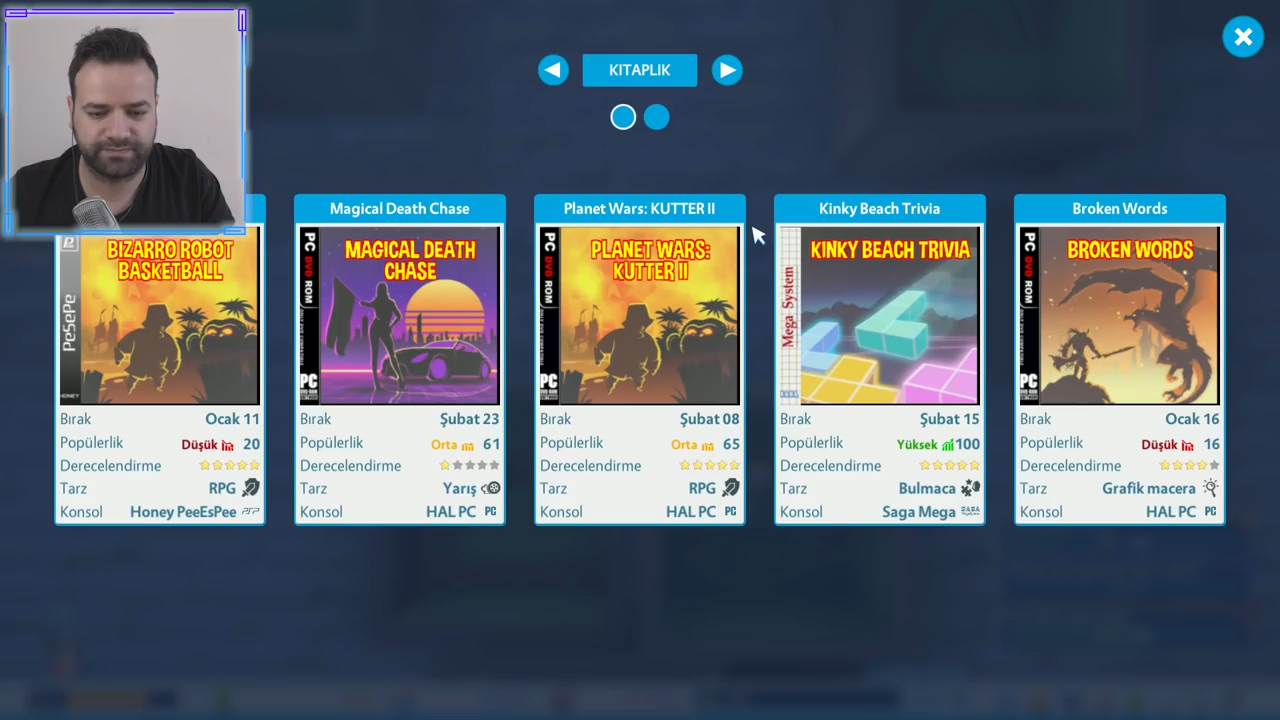 KITAPLIK
BIZARRO ROBOT
BASKETBALL
PeSePe
HONEY
Bırak Ocak 11
Popülerlik Düşük 20
Derecelendirme
Tarz RPG
Konsol Honey PeeEsPee
Magical Death Chase
PC DVD ROM
MAGICAL DEATH
CHASE
PC
Bırak Şubat 23
Popülerlik Orta 61
Derecelendirme
Tarz Yarış
Konsol HAL PC PC
Planet Wars: KUTTER II
PC DVD ROM
PLANET WARS:
KUTTER II
PC
Bırak Şubat 08
Popülerlik Orta 65
Derecelendirme
Tarz RPG
Konsol HAL PC PC
Kinky Beach Trivia
Mega System
KINKY BEACH TRIVIA
Bırak Şubat 15
Popülerlik Yüksek 100
Derecelendirme
Tarz Bulmaca
Konsol Saga Mega
Broken Words
PC DVD ROM
BROKEN WORDS
PC
Bırak Ocak 16
Popülerlik Düşük 16
Derecelendirme
Tarz Grafik macera
Konsol HAL PC PC